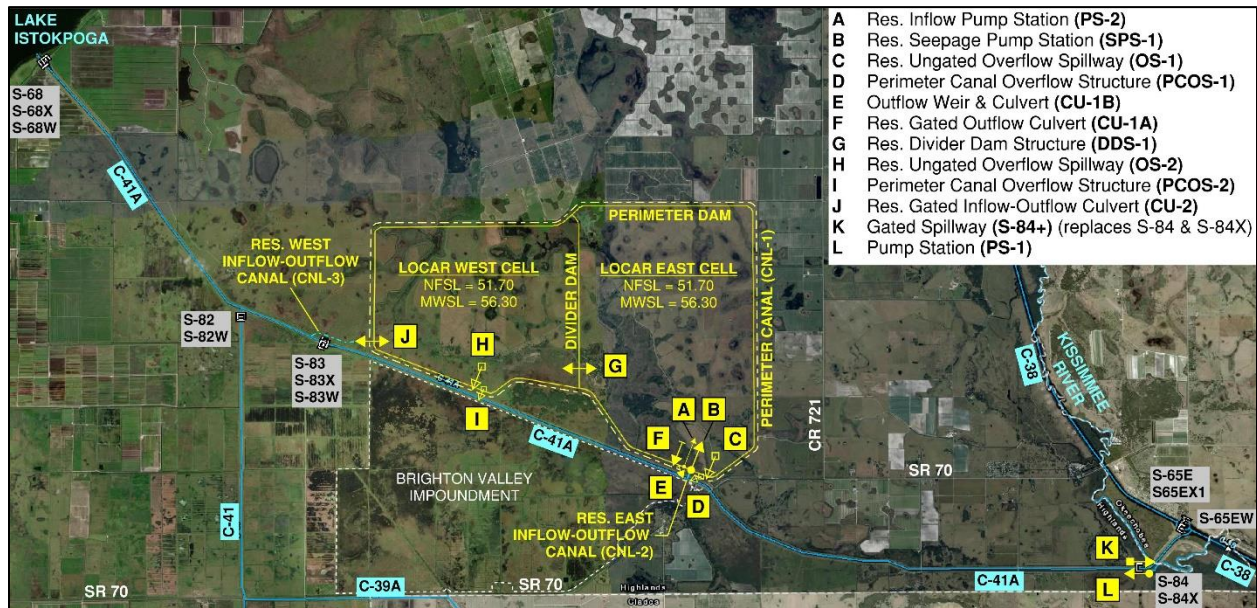 LAKE
ISTOKPOGA
S-68
S-68X
S-68W
C-41A
A Res. Inflow Pump Station (PS-2)
B Res. Seepage Pump Station (SPS-1)
C Res. Ungated Overflow Spillway (OS-1)
D Perimeter Canal Overflow Structure (PCOS-1)
E Outflow Weir & Culvert (CU-1B)
F Res. Gated Outflow Culvert (CU-1A)
G Res. Divider Dam Structure (DDS-1)
H Res. Ungated Overflow Spillway (OS-2)
I Perimeter Canal Overflow Structure (PCOS-2)
J Res. Gated Inflow-Outflow Culvert (CU-2)
K Gated Spillway (S-84+) (replaces S-84 & S-84X)
L Pump Station (PS-1)
PERIMETER DAM
RES. WEST
INFLOW-OUTFLOW
CANAL (CNL-3)
LOCAR WEST CELL
NFSL = 51.70
MWSL = 56.30
DIVIDER DAM
LOCAR EAST CELL
NFSL = 51.70
MWSL = 56.30
PERIMETER CANAL (CNL-1)
S-82
S-82W
S-83
S-83X
S-83W
J
H
I
G
A
B
F
C
E
D
C-41A
CR 721
C-38
KISSIMMEE
RIVER
BRIGHTON VALLEY
IMPOUNDMENT
RES. EAST
INFLOW-OUTFLOW
CANAL (CNL-2)
SR 70
S-65E
S65EX1
S-65EW
Okeechobee
Highlands
K
L
C-38
S-84
S-84X
C-41
SR 70
C-39A
SR 70
Highlands
Glades
C-41A